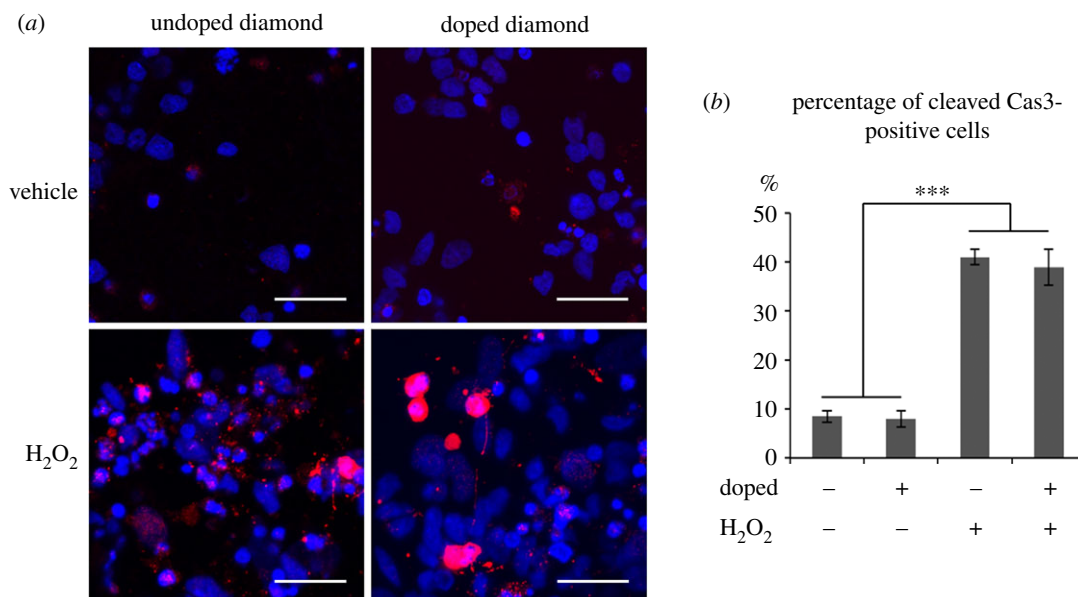 (a)
undoped diamond
doped diamond
vehicle
H₂O₂
(b)
percentage of cleaved Cas3-
positive cells
%
***
50
40
30
20
10
0
doped – + – +
H₂O₂ – – + +